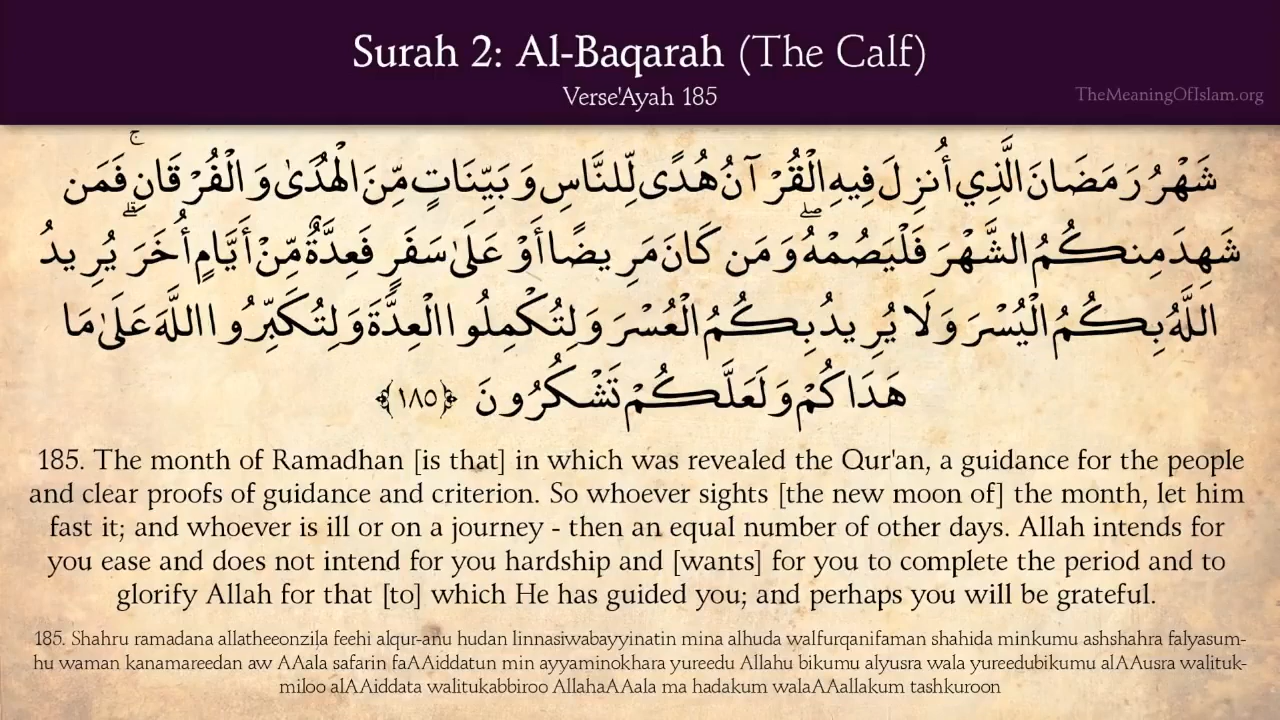 Surah 2: Al-Baqarah (The Calf)
Verse'Ayah 185
TheMeaningOfIslam.org
شَهْرُ رَمَضَانَ الَّذِي أُنزِلَ فِيهِ الْقُرْآنُ هُدًى لِّلنَّاسِ وَبَيِّنَاتٍ مِّنَ الْهُدَىٰ وَالْفُرْقَانِ ۚ فَمَن
شَهِدَ مِنكُمُ الشَّهْرَ فَلْيَصُمْهُ ۖ وَمَن كَانَ مَرِيضًا أَوْ عَلَىٰ سَفَرٍ فَعِدَّةٌ مِّنْ أَيَّامٍ أُخَرَ ۗ يُرِيدُ
اللَّهُ بِكُمُ الْيُسْرَ وَلَا يُرِيدُ بِكُمُ الْعُسْرَ وَلِتُكْمِلُوا الْعِدَّةَ وَلِتُكَبِّرُوا اللَّهَ عَلَىٰ مَا
هَدَاكُمْ وَلَعَلَّكُمْ تَشْكُرُونَ ﴿١٨٥﴾
185. The month of Ramadhan [is that] in which was revealed the Qur'an, a guidance for the people
and clear proofs of guidance and criterion. So whoever sights [the new moon of] the month, let him
fast it; and whoever is ill or on a journey - then an equal number of other days. Allah intends for
you ease and does not intend for you hardship and [wants] for you to complete the period and to
glorify Allah for that [to] which He has guided you; and perhaps you will be grateful.
185. Shahru ramadana allatheeonzila feehi alqur-anu hudan linnasiwabayyinatin mina alhuda walfurqanifaman shahida minkumu ashshahra falyasum-
hu waman kanamareedan aw AAala safarin faAAiddatun min ayyaminokhara yureedu Allahu bikumu alyusra wala yureedubikumu alAAusra walituk-
miloo alAAiddata walitukabbiroo AllahaAAala ma hadakum walaAAallakum tashkuroon